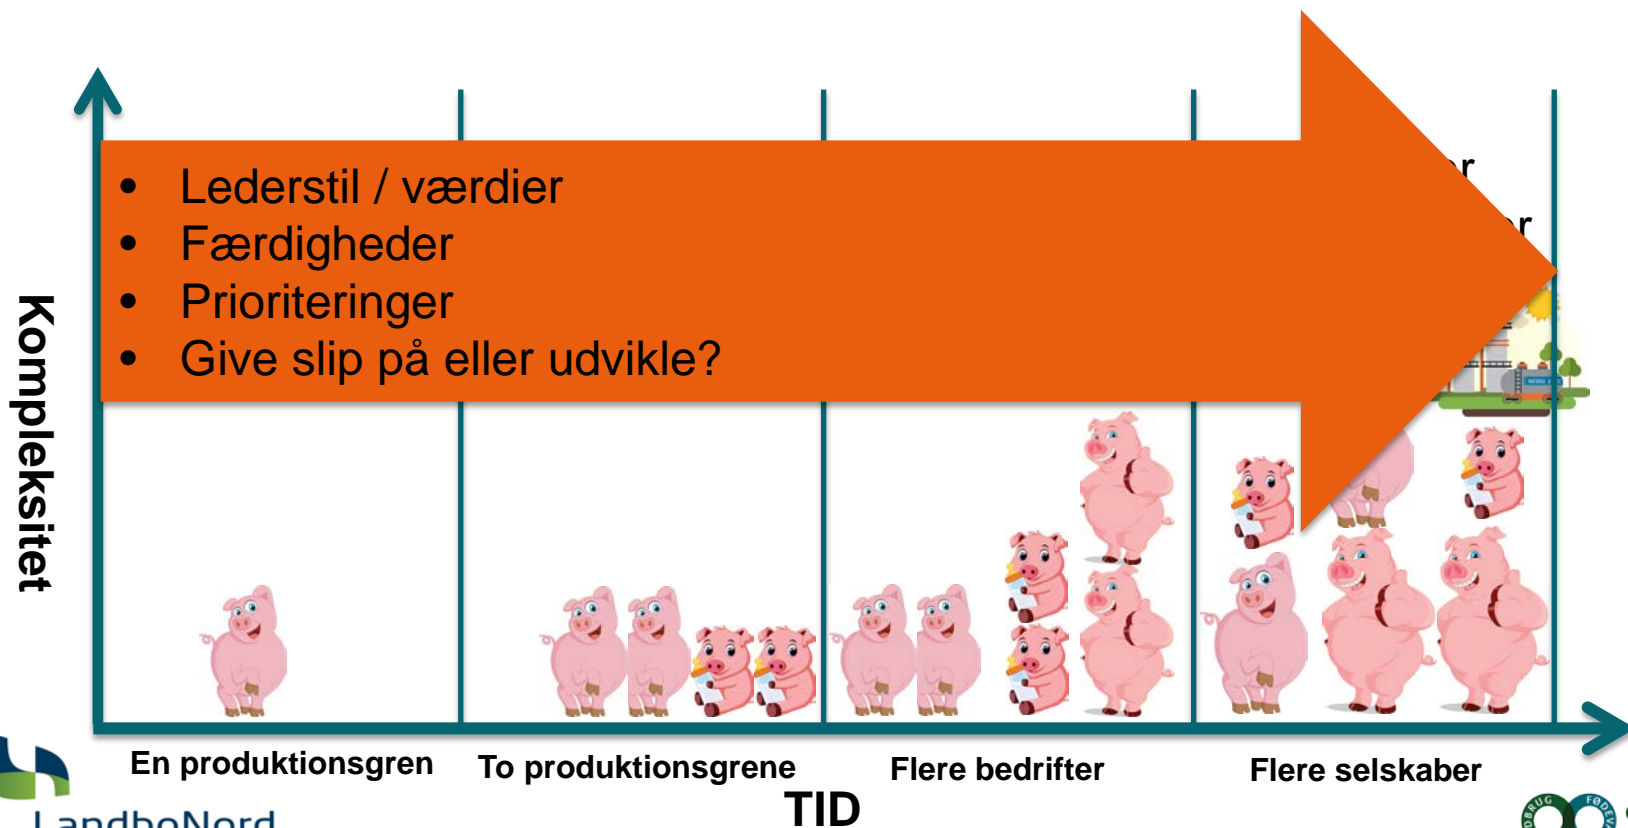 • Lederstil / værdier
• Færdigheder
• Prioriteringer
• Give slip på eller udvikle?
Kompleksitet
En produktionsgren
To produktionsgrene
Flere bedrifter
Flere selskaber
TID
LandboNord